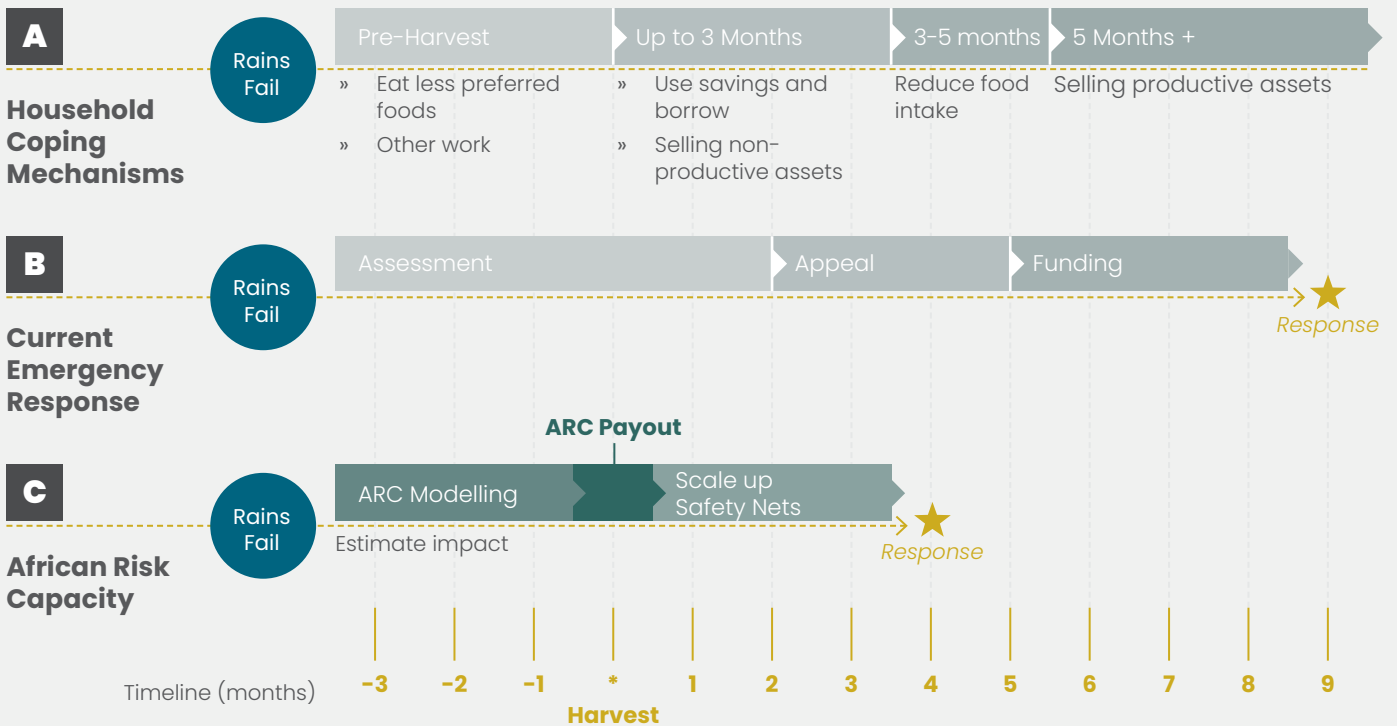 A
Household
Coping
Mechanisms
Rains
Fail
Pre-Harvest
» Eat less preferred
foods
» Other work
Up to 3 Months
» Use savings and
borrow
» Selling non-
productive assets
3-5 months
Reduce food
intake
5 Months +
Selling productive assets
B
Current
Emergency
Response
Rains
Fail
Assessment
Appeal
Funding
Response
C
African Risk
Capacity
Rains
Fail
ARC Payout
ARC Modelling
Estimate impact
Scale up
Safety Nets
Response
Timeline (months)
-3 -2 -1 * 1 2 3 4 5 6 7 8 9
Harvest